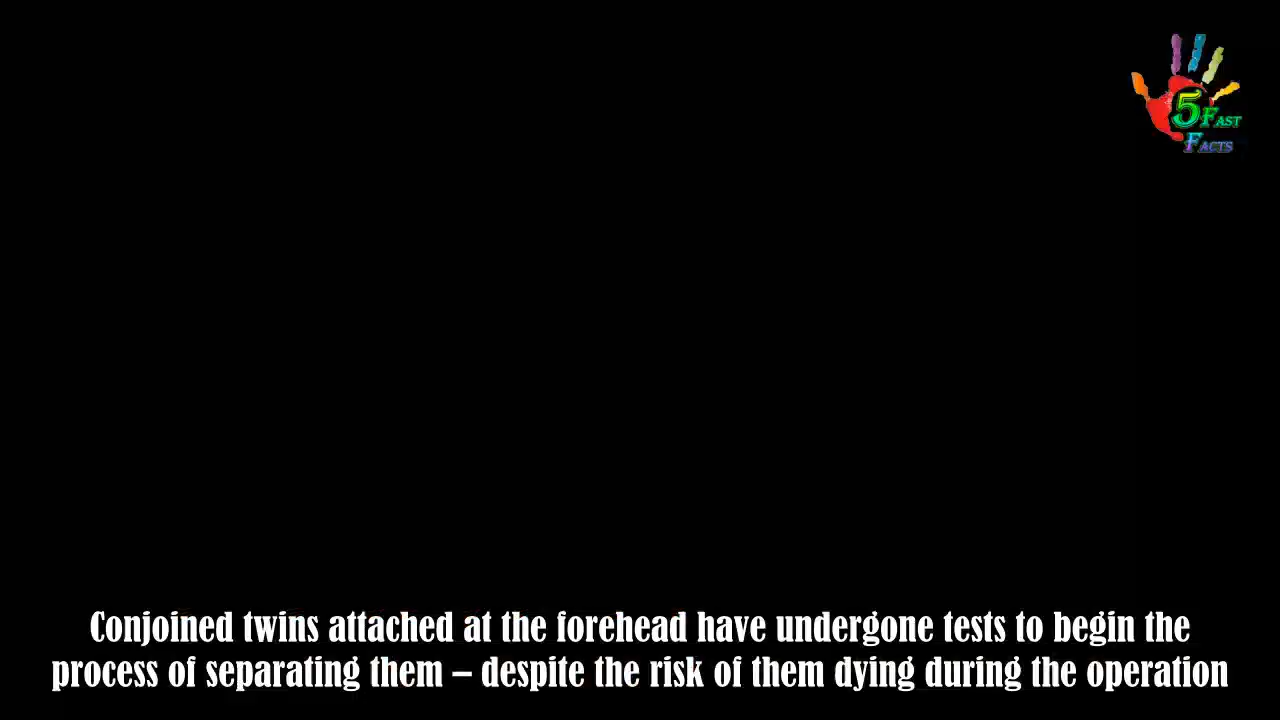 5 FAST
FACTS
Conjoined twins attached at the forehead have undergone tests to begin the
process of separating them – despite the risk of them dying during the operation